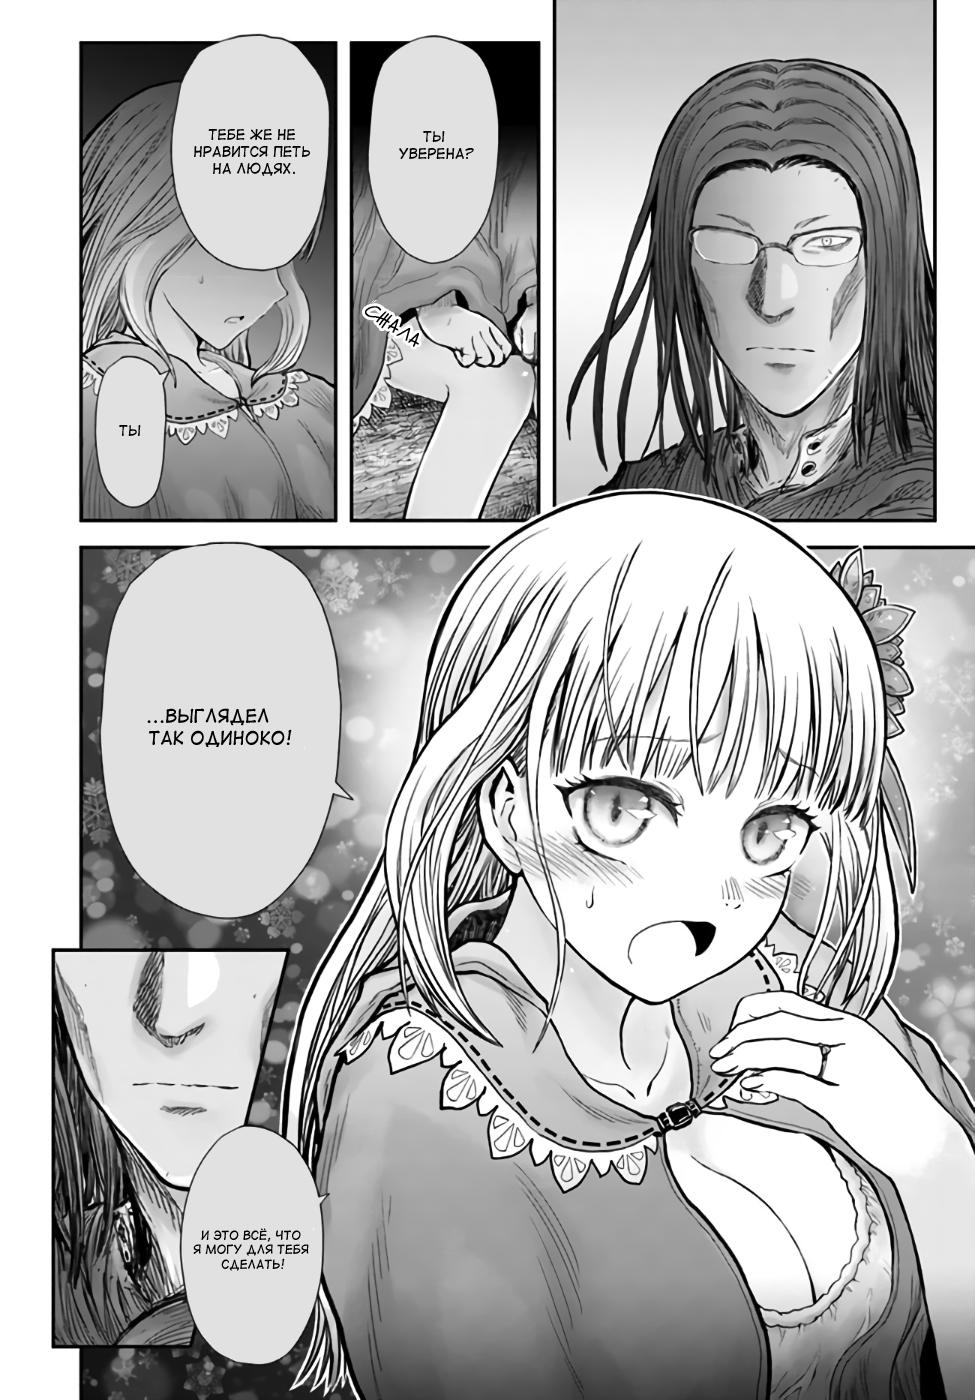 ТЫ
УВЕРЕНА?
СЖАЛА
ТЕБЕ ЖЕ НЕ
НРАВИТСЯ ПЕТЬ
НА ЛЮДЯХ.
ТЫ
...ВЫГЛЯДЕЛ
ТАК ОДИНОКО!
И ЭТО ВСЁ, ЧТО
Я МОГУ ДЛЯ ТЕБЯ
СДЕЛАТЬ!